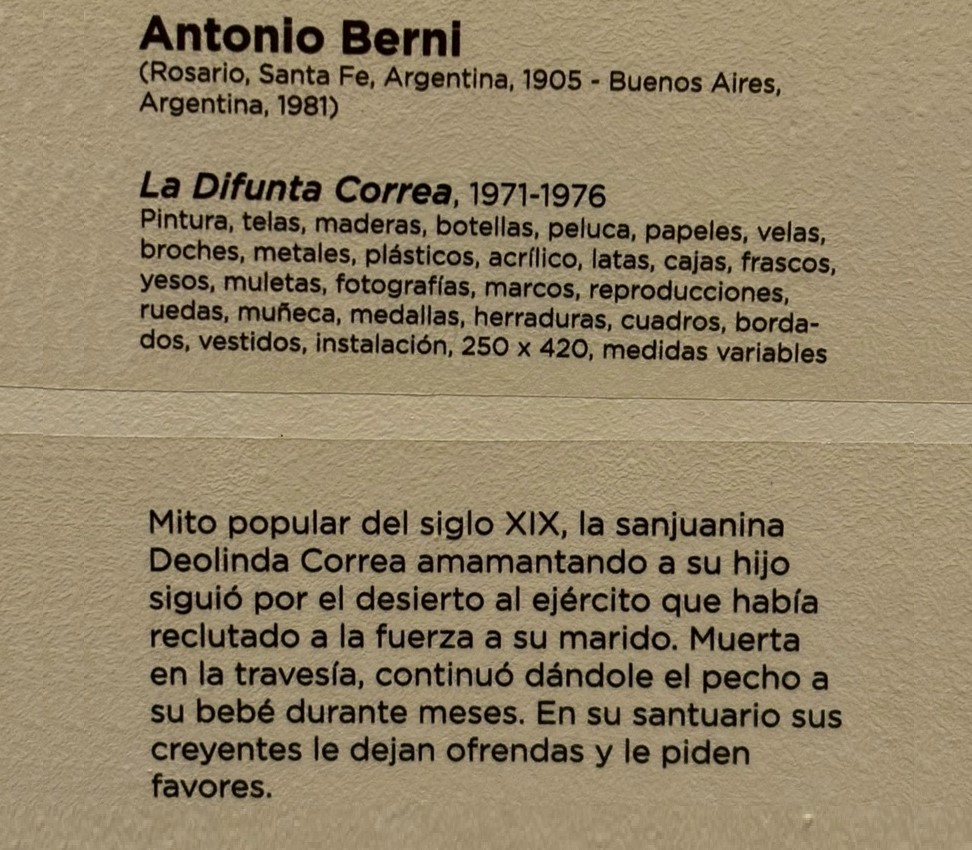 Antonio Berni
(Rosario, Santa Fe, Argentina, 1905 - Buenos Aires,
Argentina, 1981)
La Difunta Correa, 1971-1976
Pintura, telas, maderas, botellas, peluca, papeles, velas,
broches, metales, plásticos, acrílico, latas, cajas, frascos,
yesos, muletas, fotografías, marcos, reproducciones,
ruedas, muñeca, medallas, herraduras, cuadros, borda-
dos, vestidos, instalación, 250 x 420, medidas variables
Mito popular del siglo XIX, la sanjuanina
Deolinda Correa amamantando a su hijo
siguió por el desierto al ejército que había
reclutado a la fuerza a su marido. Muerta
en la travesía, continuó dándole el pecho a
su bebé durante meses. En su santuario sus
creyentes le dejan ofrendas y le piden
favores.